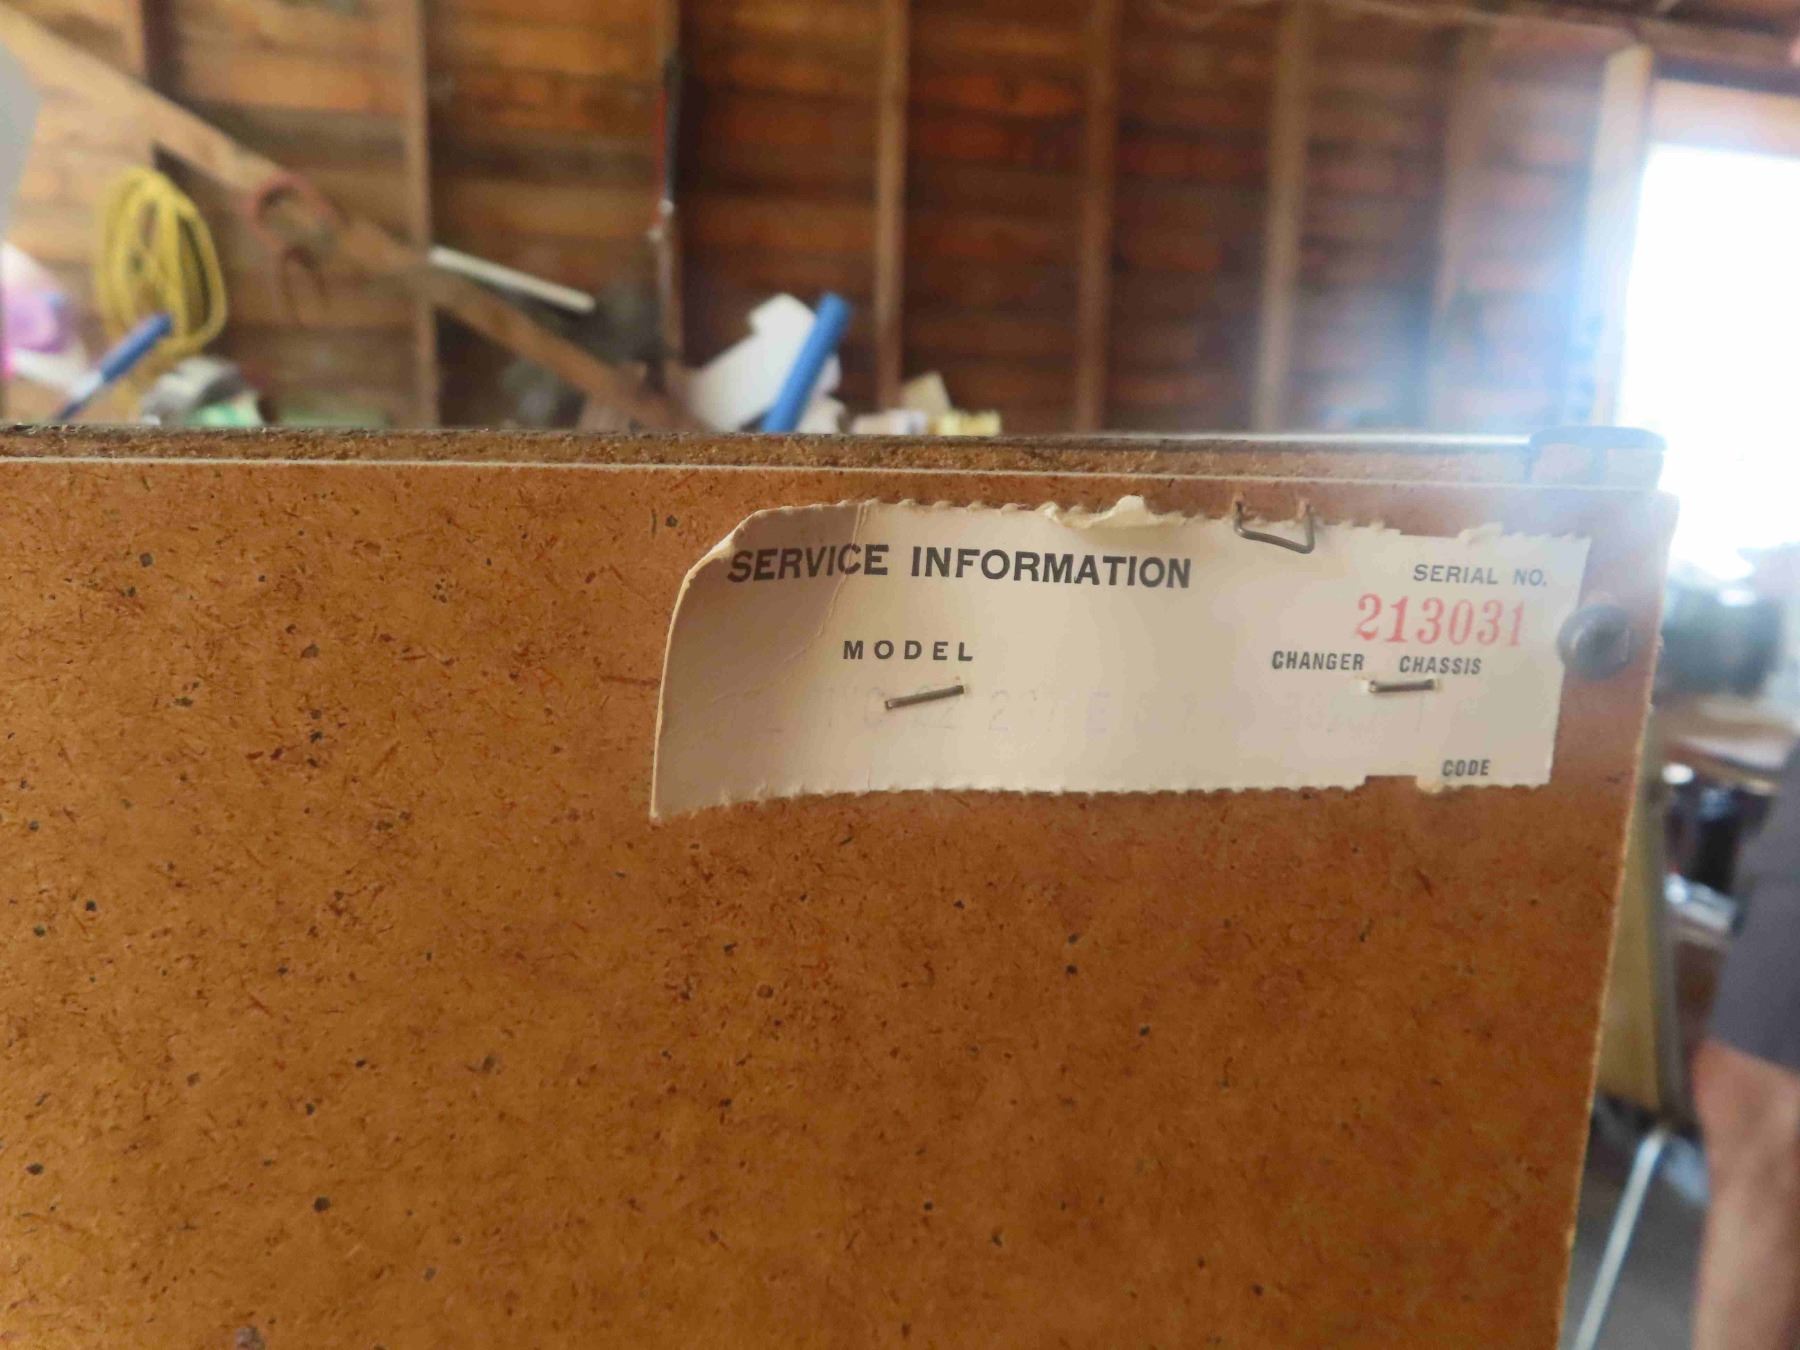 SERVICE INFORMATION
SERIAL NO.
213031
MODEL
CHANGER CHASSIS
CODE